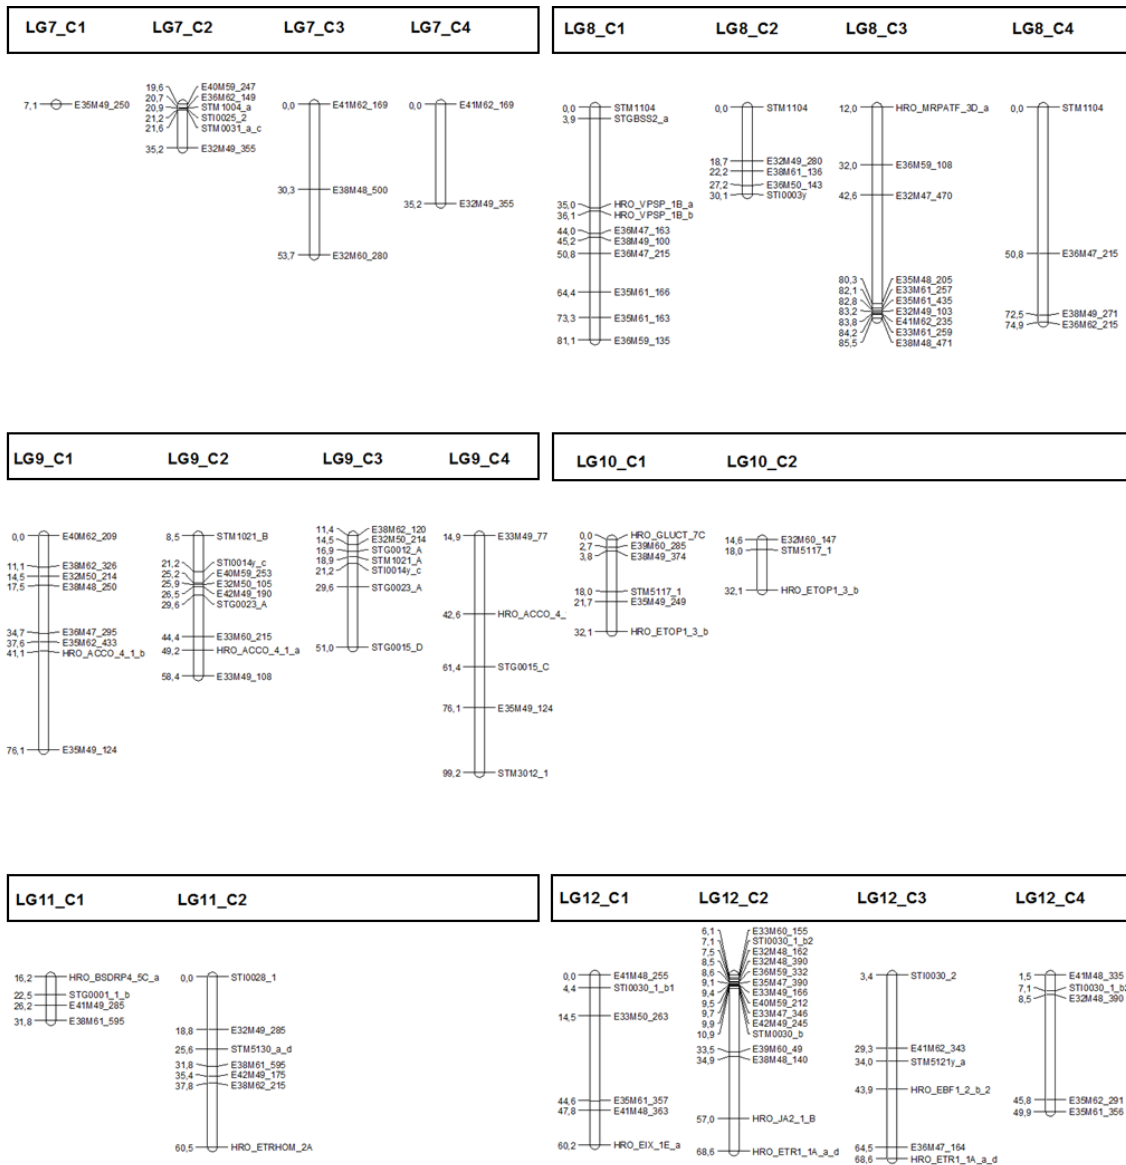 LG7_C1 LG7_C2 LG7_C3 LG7_C4
7,1 E35M49_250
19,6 E40M59_247
20,7 E36M62_149
20,9 STM1004_a
21,2 STI0025_2
21,6 STM0031_a_c
35,2 E32M49_355
0,0 E41M62_169
30,3 E38M48_500
53,7 E32M60_280
0,0 E41M62_169
35,2 E32M49_355
LG8_C1 LG8_C2 LG8_C3 LG8_C4
0,0 STM1104
3,9 STGBSS2_a
35,0 HRO_VPSP_1B_a
36,1 HRO_VPSP_1B_b
44,0 E36M47_163
45,2 E38M49_100
50,8 E36M47_215
64,4 E35M61_166
73,3 E35M61_163
81,1 E36M59_135
0,0 STM1104
18,7 E32M49_280
22,2 E38M61_136
27,2 E36M50_143
30,1 STI0003y
12,0 HRO_MRPATF_3D_a
32,0 E36M59_108
42,6 E32M47_470
80,3 E35M48_205
82,1 E33M61_257
82,8 E35M61_435
83,2 E32M49_103
83,8 E41M62_235
84,2 E33M61_259
85,5 E38M48_471
0,0 STM1104
50,8 E36M47_215
72,5 E38M49_271
74,9 E36M62_215
LG9_C1 LG9_C2 LG9_C3 LG9_C4
0,0 E40M62_209
11,1 E38M62_326
14,5 E32M50_214
17,5 E38M48_250
34,7 E36M47_295
37,6 E35M62_433
41,1 HRO_ACCO_4_1_b
76,1 E35M49_124
8,5 STM1021_B
21,2 STI0014y_c
25,2 E40M59_253
25,9 E32M50_105
26,5 E42M49_190
29,6 STG0023_A
44,4 E33M60_215
49,2 HRO_ACCO_4_1_a
58,4 E33M49_108
11,4 E38M62_120
14,5 E32M50_214
16,9 STG0012_A
18,9 STM1021_A
21,2 STI0014y_c
29,6 STG0023_A
51,0 STG0015_D
14,9 E33M49_77
42,6 HRO_ACCO_4_
61,4 STG0015_C
76,1 E35M49_124
99,2 STM3012_1
LG10_C1 LG10_C2
0,0 HRO_GLUCT_7C
2,7 E39M60_285
3,8 E38M49_374
18,0 STM5117_1
21,7 E35M49_249
32,1 HRO_ETOP1_3_b
14,6 E32M60_147
18,0 STM5117_1
32,1 HRO_ETOP1_3_b
LG11_C1 LG11_C2
16,2 HRO_BSDRP4_5C_a
22,5 STG0001_1_b
26,2 E41M49_285
31,8 E38M61_595
0,0 STI0028_1
18,8 E32M49_285
25,6 STM5130_a_d
31,8 E38M61_595
35,4 E42M49_175
37,8 E38M62_215
60,5 HRO_ETRHOM_2A
LG12_C1 LG12_C2 LG12_C3 LG12_C4
0,0 E41M48_255
4,4 STI0030_1_b1
14,5 E33M50_263
44,6 E35M61_357
47,8 E41M48_363
60,2 HRO_EIX_1E_a
6,1 E33M60_155
7,1 STI0030_1_b2
7,5 E32M48_162
8,5 E32M48_390
8,6 E36M59_332
9,1 E35M47_390
9,4 E33M49_166
9,5 E40M59_212
9,7 E33M47_346
9,9 E42M49_245
10,9 STM0030_b
33,5 E39M60_49
34,9 E38M48_140
57,0 HRO_JA2_1_B
68,6 HRO_ETR1_1A_a_d
3,4 STI0030_2
29,3 E41M62_343
34,0 STM5121y_a
43,9 HRO_EBF1_2_b_2
64,5 E36M47_164
68,6 HRO_ETR1_1A_a_d
1,5 E41M48_335
7,1 STI0030_1_b2
8,5 E32M48_390
45,8 E35M62_291
49,9 E35M61_356